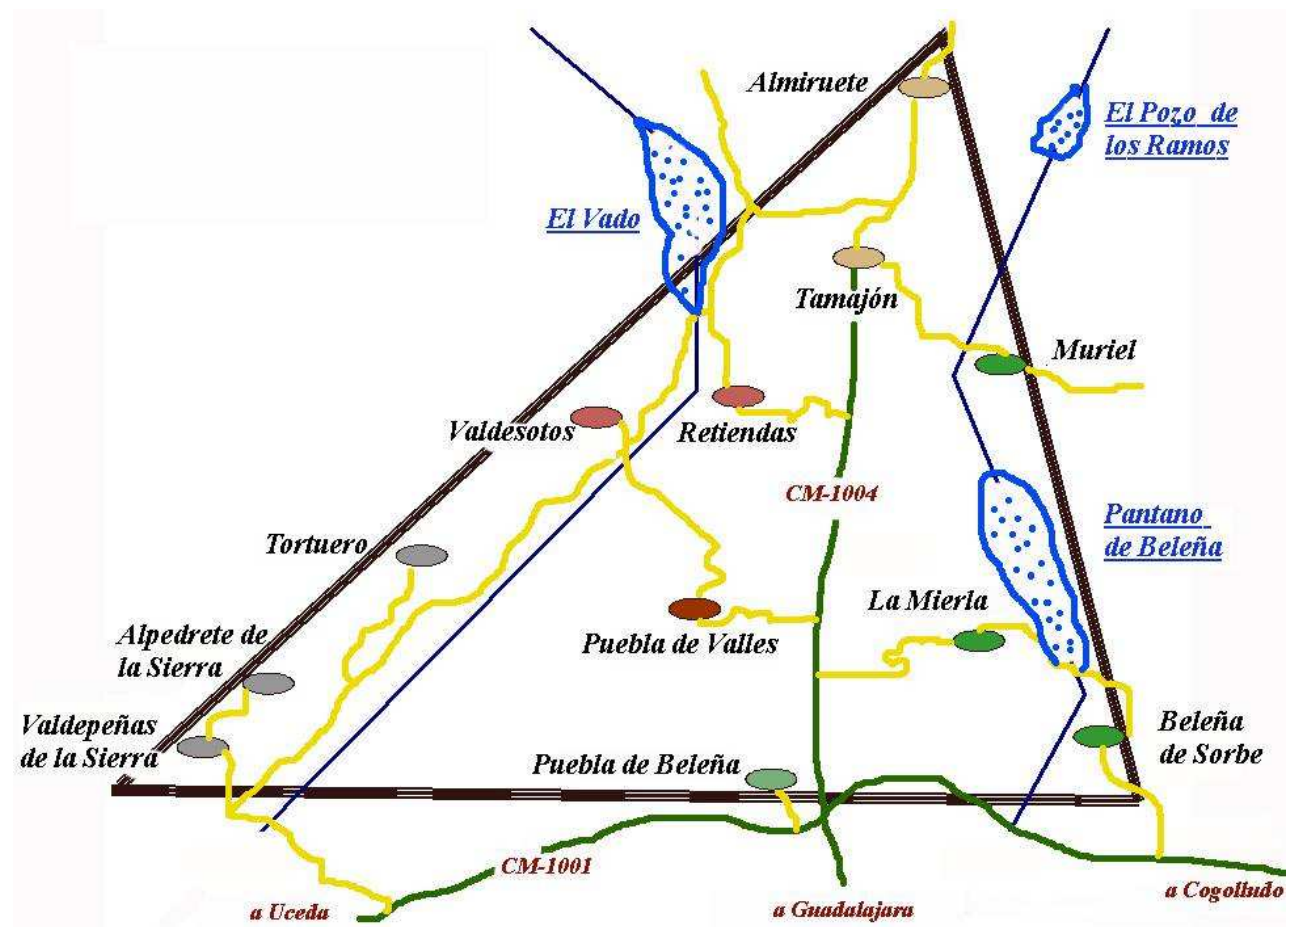 Almiruete
El Pozo de
los Ramos
El Vado
Tamajón
Muriel
Valdesotos
Retiendas
CM-1004
Pantano
de Beleña
Tortuero
La Mierla
Alpedrete de
la Sierra
Puebla de Valles
Valdepeñas
de la Sierra
Beleña
de Sorbe
Puebla de Beleña
CM-1001
a Cogolludo
a Uceda
a Guadalajara